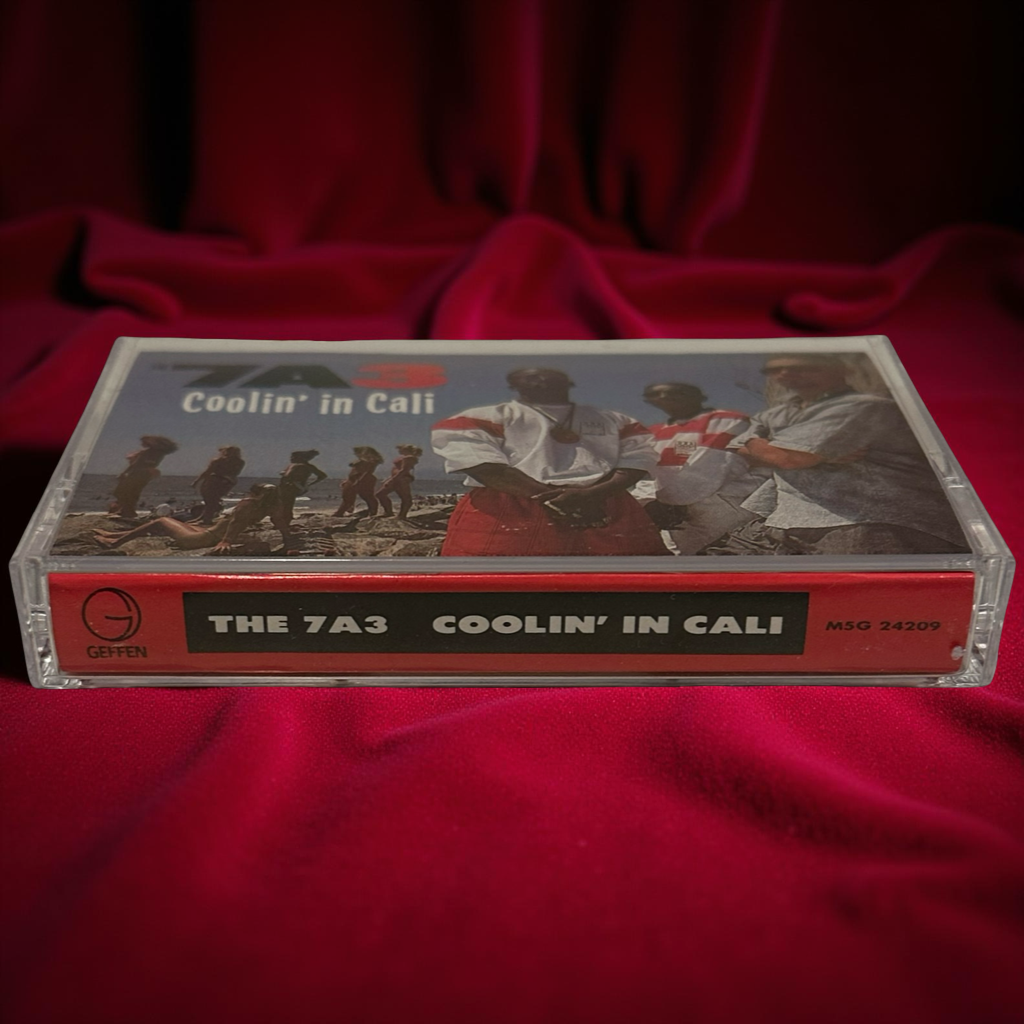 7A3
Coolin' in Cali
GEFFEN
THE 7A3 COOLIN' IN CALI
M5G 24209